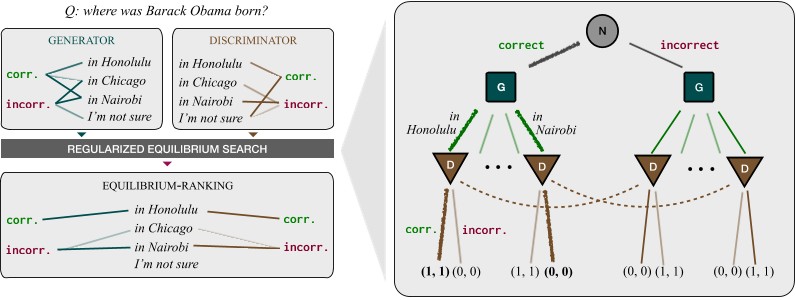 Q: where was Barack Obama born?
GENERATOR
corr.
incorr.
in Honolulu
in Chicago
in Nairobi
I'm not sure
DISCRIMINATOR
in Honolulu
in Chicago
in Nairobi
I'm not sure
corr.
incorr.
REGULARIZED EQUILIBRIUM SEARCH
EQUILIBRIUM-RANKING
corr.
incorr.
in Honolulu
in Chicago
in Nairobi
I'm not sure
corr.
incorr.
N
correct
incorrect
G
G
in
Honolulu
in
Nairobi
D
• • •
D
D
• • •
D
corr.
incorr.
(1, 1) (0, 0)
(1, 1) (0, 0)
(0, 0) (1, 1)
(0, 0) (1, 1)